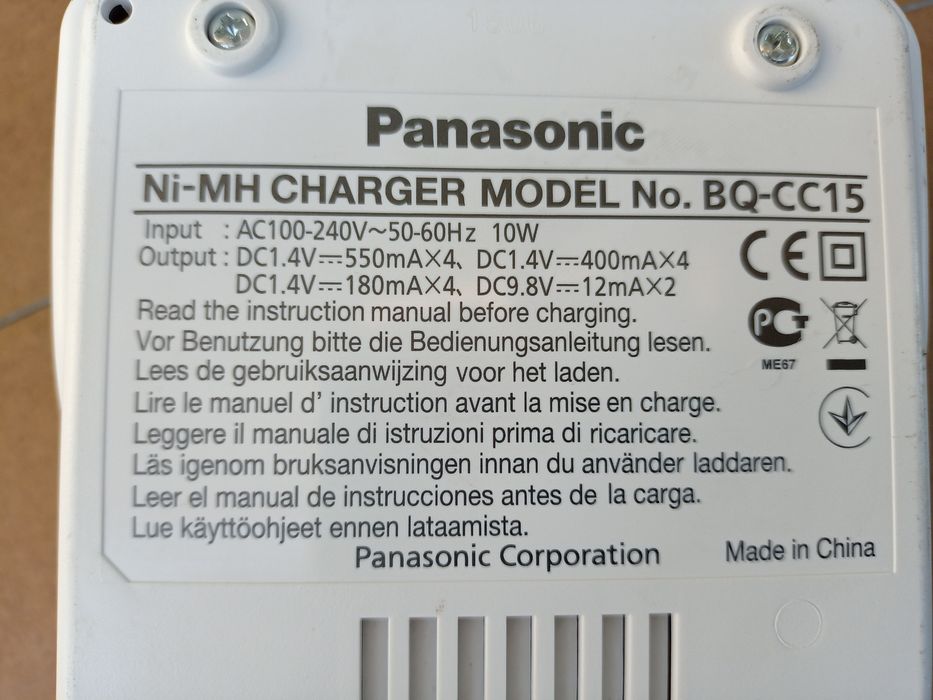 Panasonic
Ni-MH CHARGER MODEL No. BQ-CC15
Input : AC100-240V~50-60Hz 10W
Output : DC1.4V⎓550mA×4、DC1.4V⎓400mA×4
DC1.4V⎓180mA×4、DC9.8V⎓12mA×2
CE
PCT
ME67
Read the instruction manual before charging.
Vor Benutzung bitte die Bedienungsanleitung lesen.
Lees de gebruiksaanwijzing voor het laden.
Lire le manuel d' instruction avant la mise en charge.
Leggere il manuale di istruzioni prima di ricaricare.
Läs igenom bruksanvisningen innan du använder laddaren.
Leer el manual de instrucciones antes de la carga.
Lue käyttöohjeet ennen lataamista.
Panasonic Corporation
Made in China